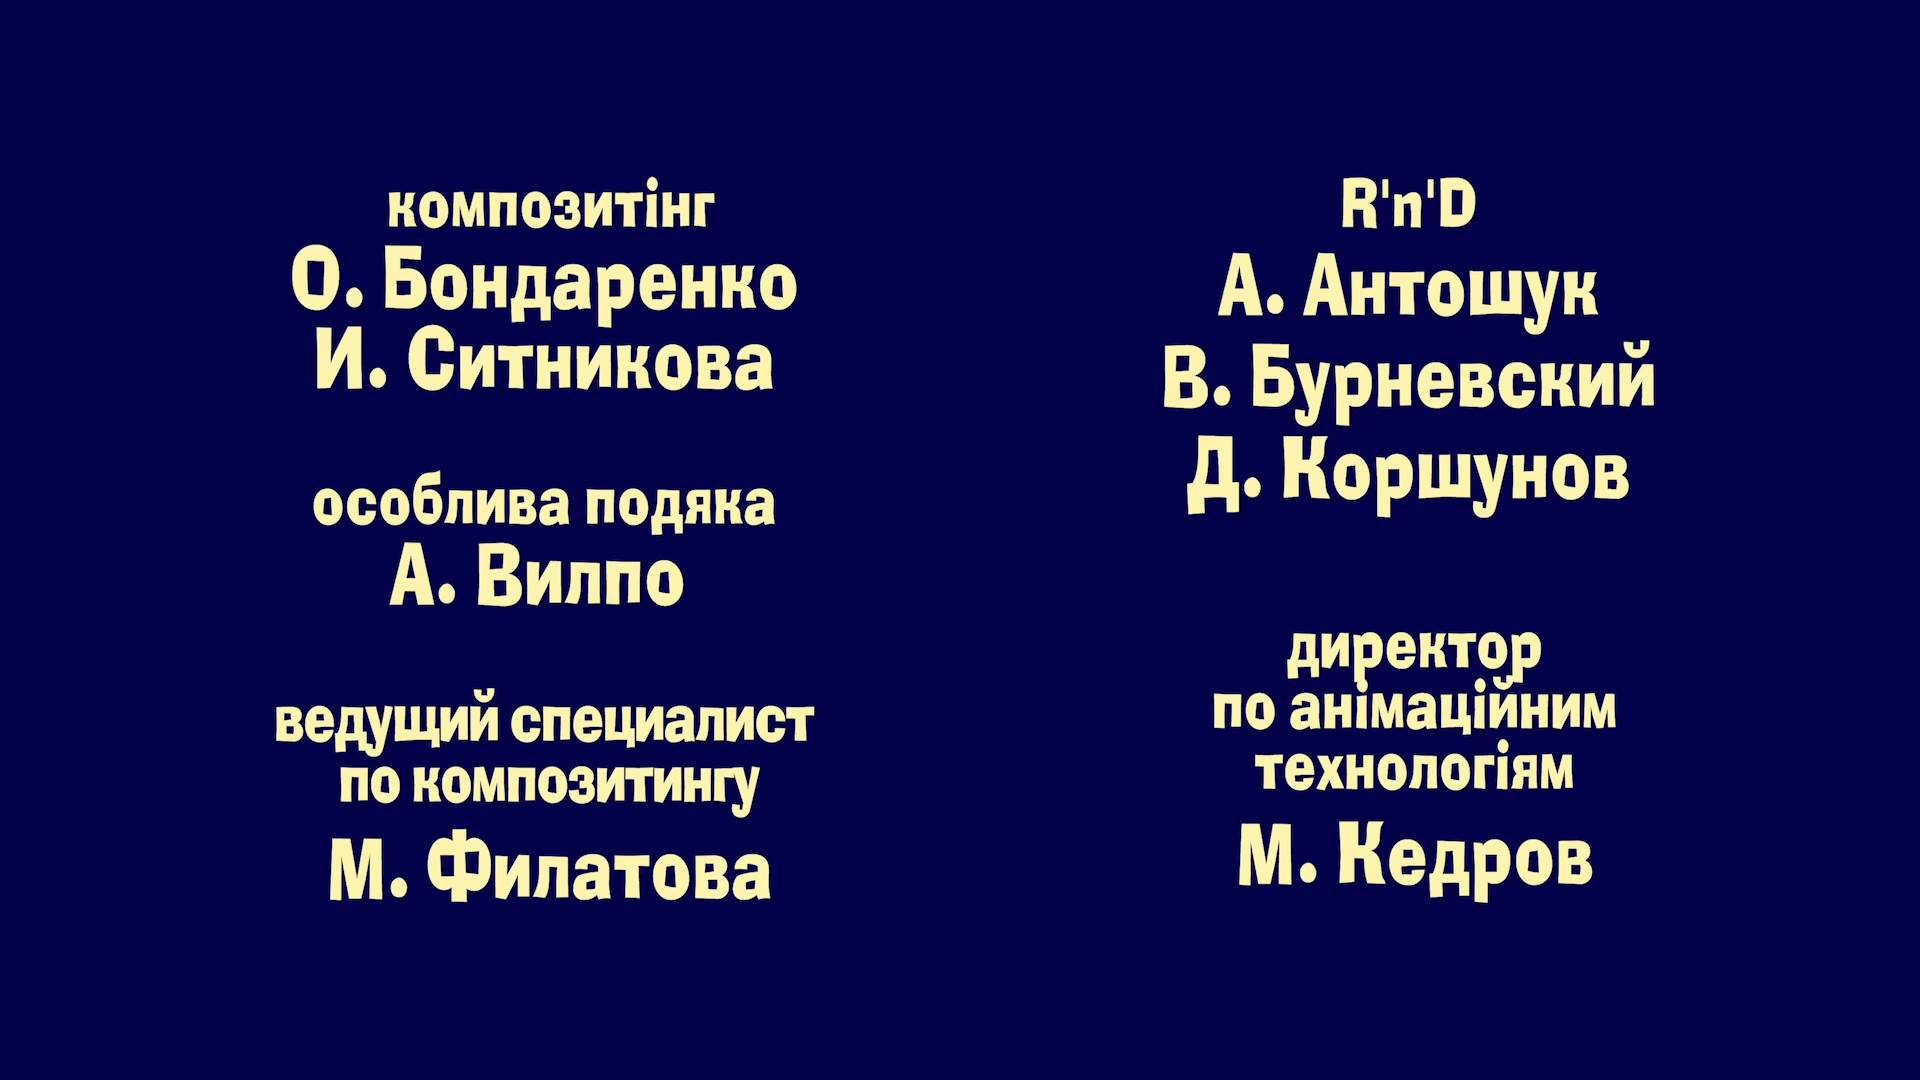 композитінг
О. Бондаренко
И. Ситникова
особлива подяка
А. Вилпо
ведущий специалист
по композитингу
М. Филатова
R'n'D
А. Антошук
В. Бурневский
Д. Коршунов
директор
по анімаційним
технологіям
М. Кедров